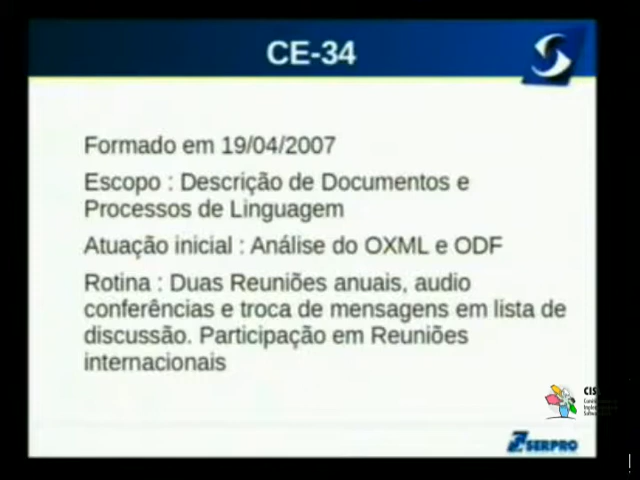 CE-34
Formado em 19/04/2007
Escopo : Descrição de Documentos e
Processos de Linguagem
Atuação inicial : Análise do OXML e ODF
Rotina : Duas Reuniões anuais, audio
conferências e troca de mensagens em lista de
discussão. Participação em Reuniões
internacionais
CIS
SERPRO